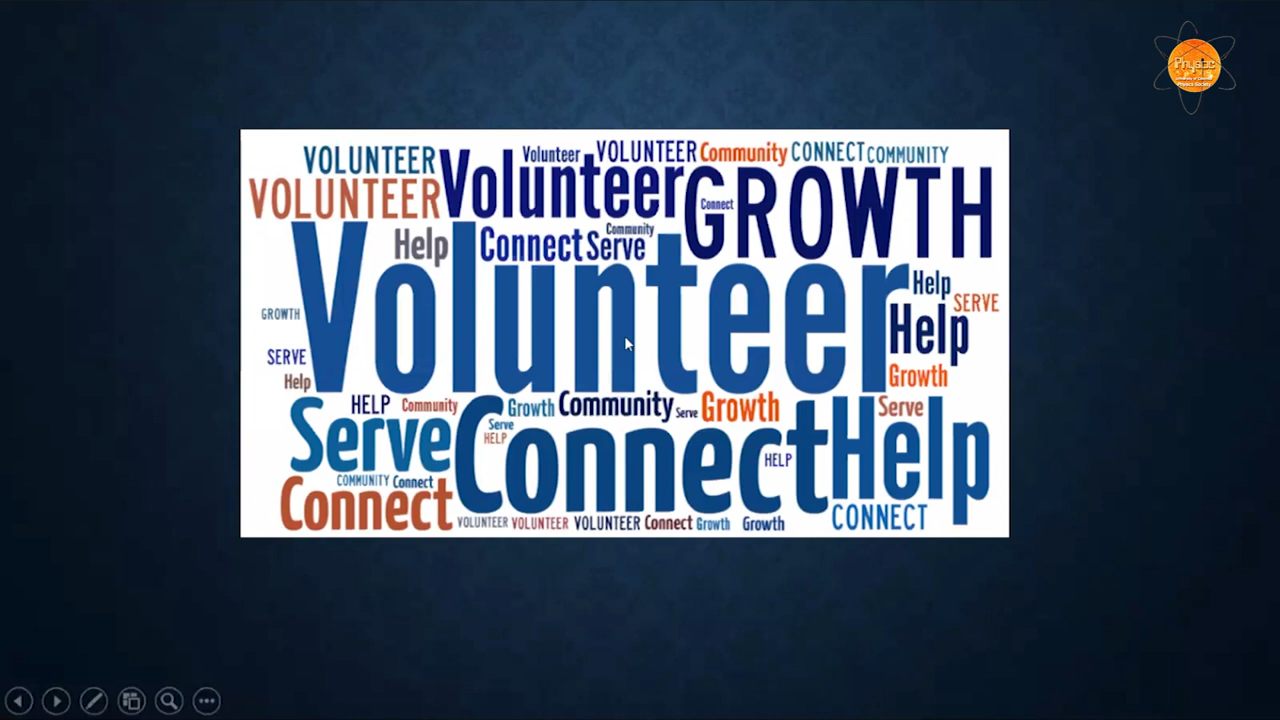 VOLUNTEER Volunteer VOLUNTEER Community CONNECT COMMUNITY
VOLUNTEER Volunteer Connect GROWTH
Help Connect Serve Community
Volunteer
Help
SERVE
GROWTH
Help
SERVE
Help
Growth
HELP Community Growth Community Serve Growth Serve
Serve Serve Connect Help
HELP
HELP
COMMUNITY Connect
Connect
VOLUNTEER VOLUNTEER VOLUNTEER Connect Growth Growth CONNECT
Physics Society